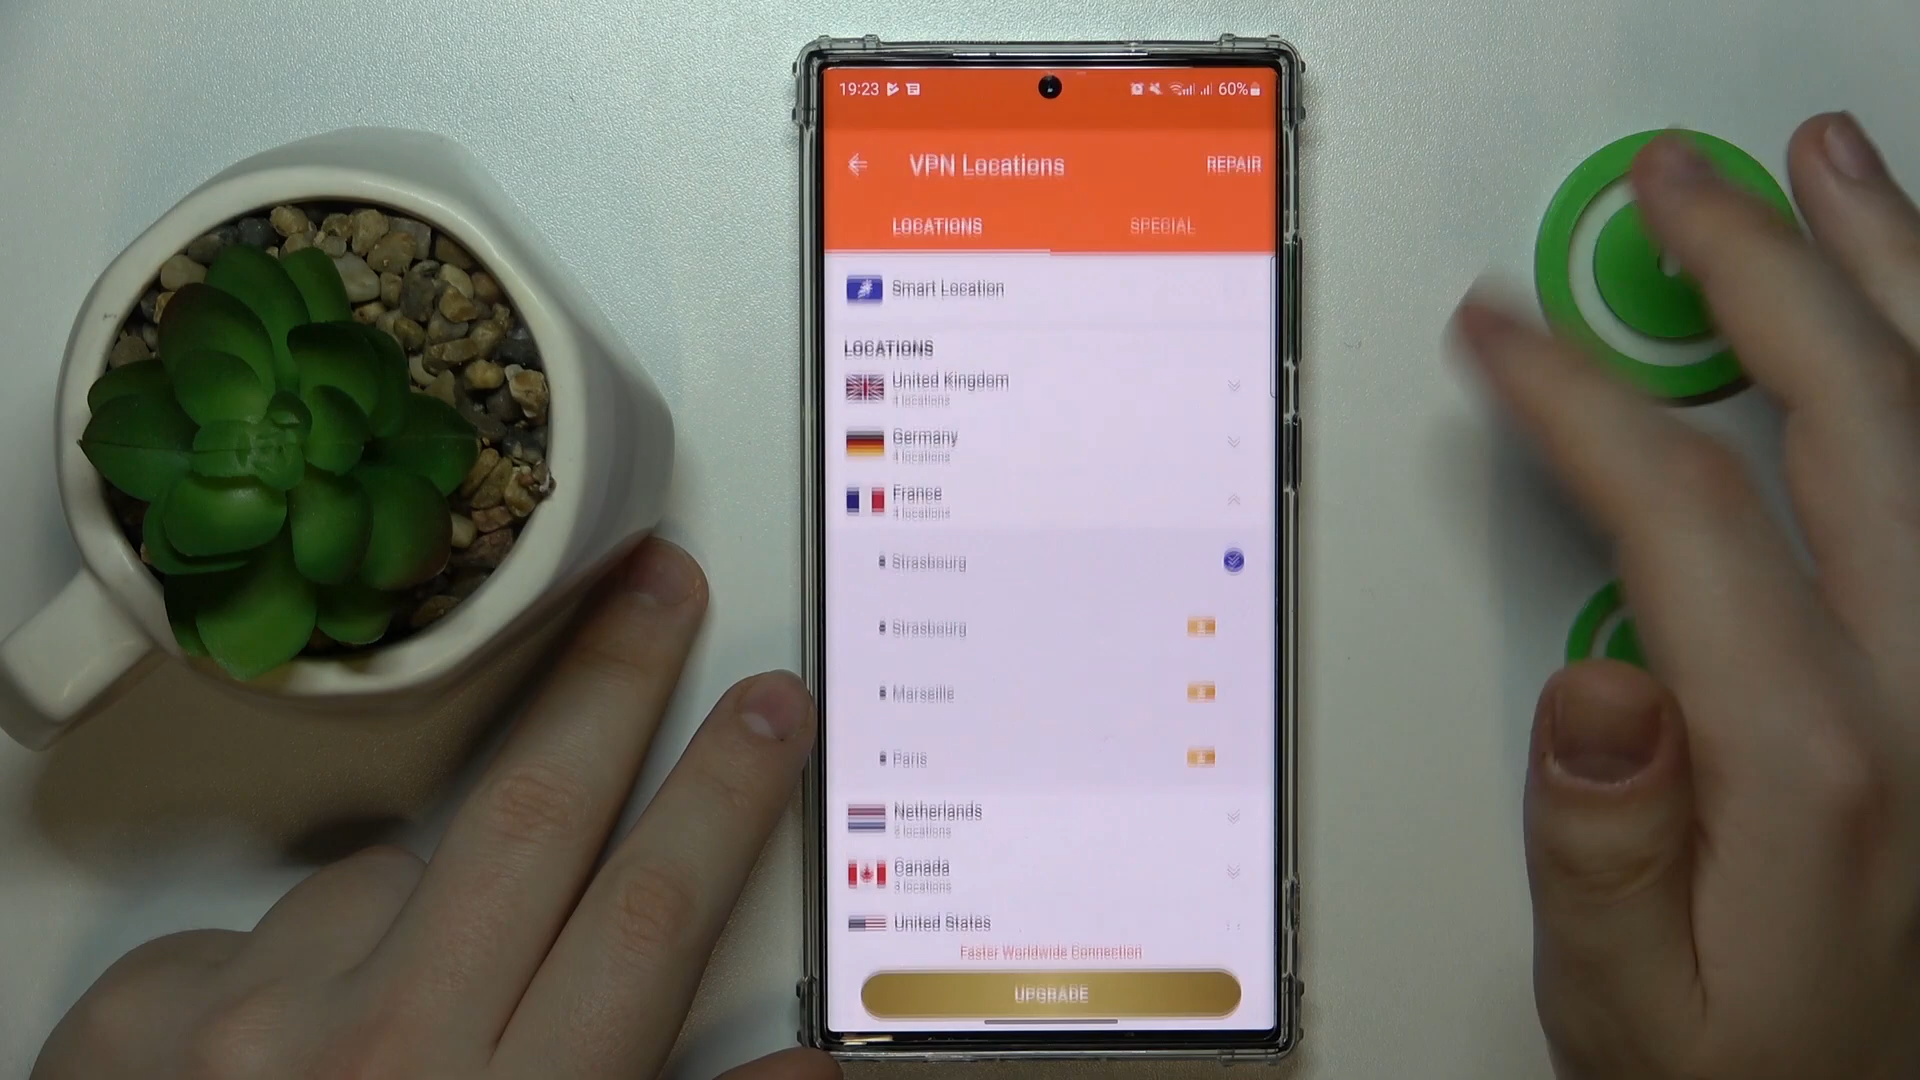 19:23 60%
VPN Locations REPAIR
LOCATIONS SPECIAL
Smart Location
LOCATIONS
United Kingdom
4 locations
Germany
4 locations
France
4 locations
Strasbourg
Strasbourg
Marseille
Paris
Netherlands
locations
Canada
3 locations
United States
Faster Worldwide Connection
UPGRADE